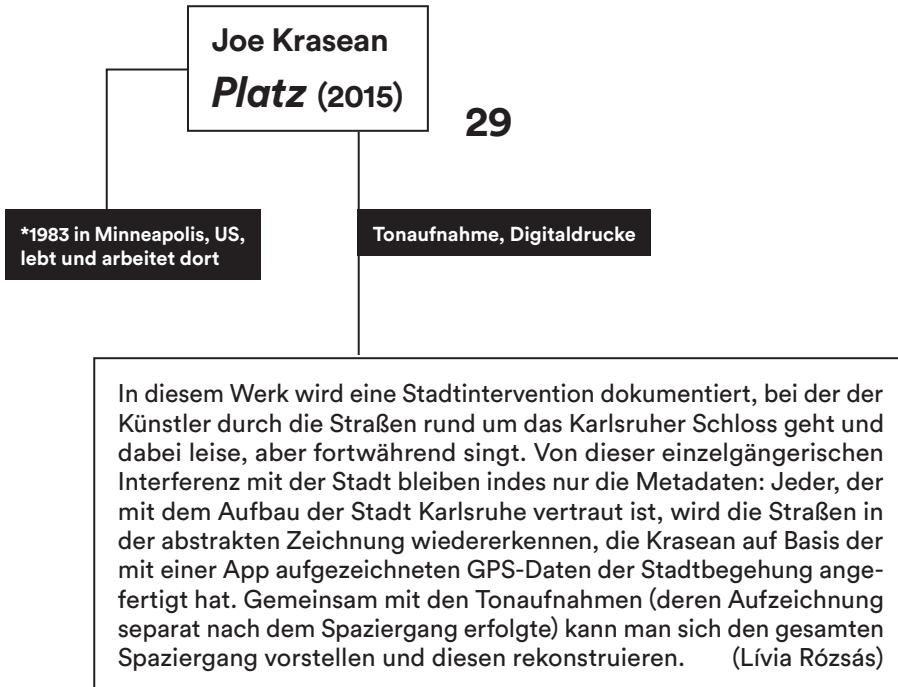 Joe Krasean
Platz (2015)
29
*1983 in Minneapolis, US,
lebt und arbeitet dort
Tonaufnahme, Digitaldrucke
In diesem Werk wird eine Stadtintervention dokumentiert, bei der der
Künstler durch die Straßen rund um das Karlsruher Schloss geht und
dabei leise, aber fortwährend singt. Von dieser einzelgängerischen
Interferenz mit der Stadt bleiben indes nur die Metadaten: Jeder, der
mit dem Aufbau der Stadt Karlsruhe vertraut ist, wird die Straßen in
der abstrakten Zeichnung wiedererkennen, die Krasean auf Basis der
mit einer App aufgezeichneten GPS-Daten der Stadtbegehung ange-
fertigt hat. Gemeinsam mit den Tonaufnahmen (deren Aufzeichnung
separat nach dem Spaziergang erfolgte) kann man sich den gesamten
Spaziergang vorstellen und diesen rekonstruieren. (Lívia Rózsás)